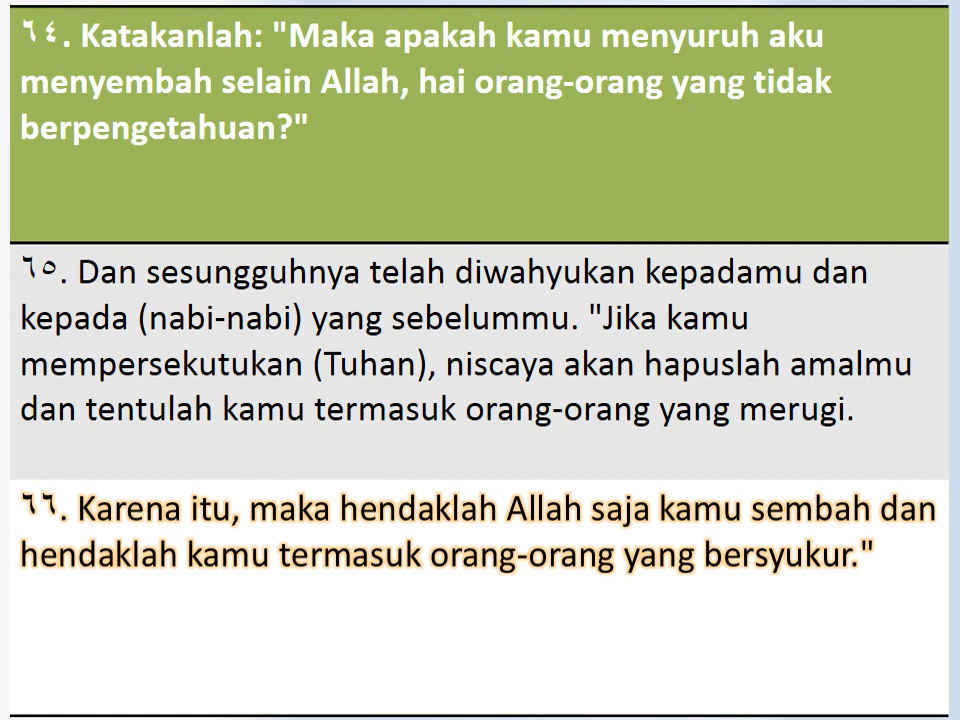 ٦٤. Katakanlah: "Maka apakah kamu menyuruh aku
menyembah selain Allah, hai orang-orang yang tidak
berpengetahuan?"
٦٥. Dan sesungguhnya telah diwahyukan kepadamu dan
kepada (nabi-nabi) yang sebelummu. "Jika kamu
mempersekutukan (Tuhan), niscaya akan hapuslah amalmu
dan tentulah kamu termasuk orang-orang yang merugi.
٦٦. Karena itu, maka hendaklah Allah saja kamu sembah dan
hendaklah kamu termasuk orang-orang yang bersyukur."